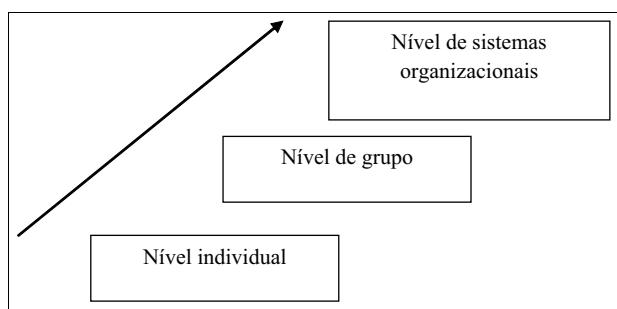 Nível de sistemas
organizacionais
Nível de grupo
Nível individual